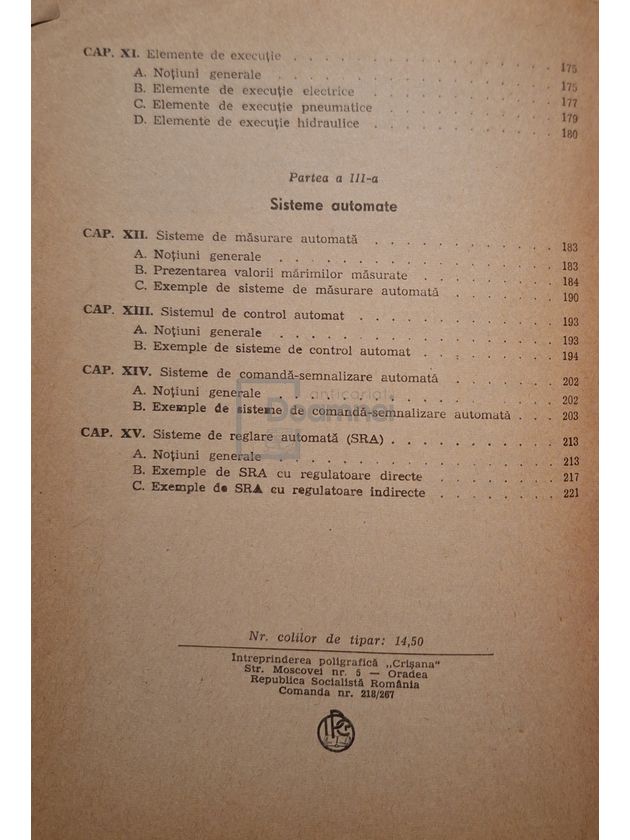 CAP. XI. Elemente de execuție . . . . . . . . . . . . . . . 175
A. Noțiuni generale . . . . . . . . . . . . . . . 175
B. Elemente de execuție electrice . . . . . . . . . . . 177
C. Elemente de execuție pneumatice . . . . . . . . . . 179
D. Elemente de execuție hidraulice . . . . . . . . . . 180
Partea a III-a
Sisteme automate
CAP. XII. Sisteme de măsurare automată . . . . . . . . . . 183
A. Noțiuni generale . . . . . . . . . . . . . . . 183
B. Prezentarea valorii mărimilor măsurate . . . . . . . 184
C. Exemple de sisteme de măsurare automată . . . . . . 190
CAP. XIII. Sistemul de control automat . . . . . . . . . . . 193
A. Noțiuni generale . . . . . . . . . . . . . . . 193
B. Exemple de sisteme de control automat . . . . . . . 194
CAP. XIV. Sisteme de comandă-semnalizare automată . . . . . . 202
A. Noțiuni generale . . . . . . . . . . . . . . . 202
B. Exemple de sisteme de comandă-semnalizare automată . . . 203
CAP. XV. Sisteme de reglare automată (SRA) . . . . . . . . . 213
A. Noțiuni generale . . . . . . . . . . . . . . . 213
B. Exemple de SRA cu regulatoare directe . . . . . . . 217
C. Exemple de SRA cu regulatoare indirecte . . . . . . 221
anticariat
Doamnei
Nr. colilor de tipar: 14,50
Intreprinderea poligrafică „Crișana"
Str. Moscovei nr. 5 — Oradea
Republica Socialistă România
Comanda nr. 218/267